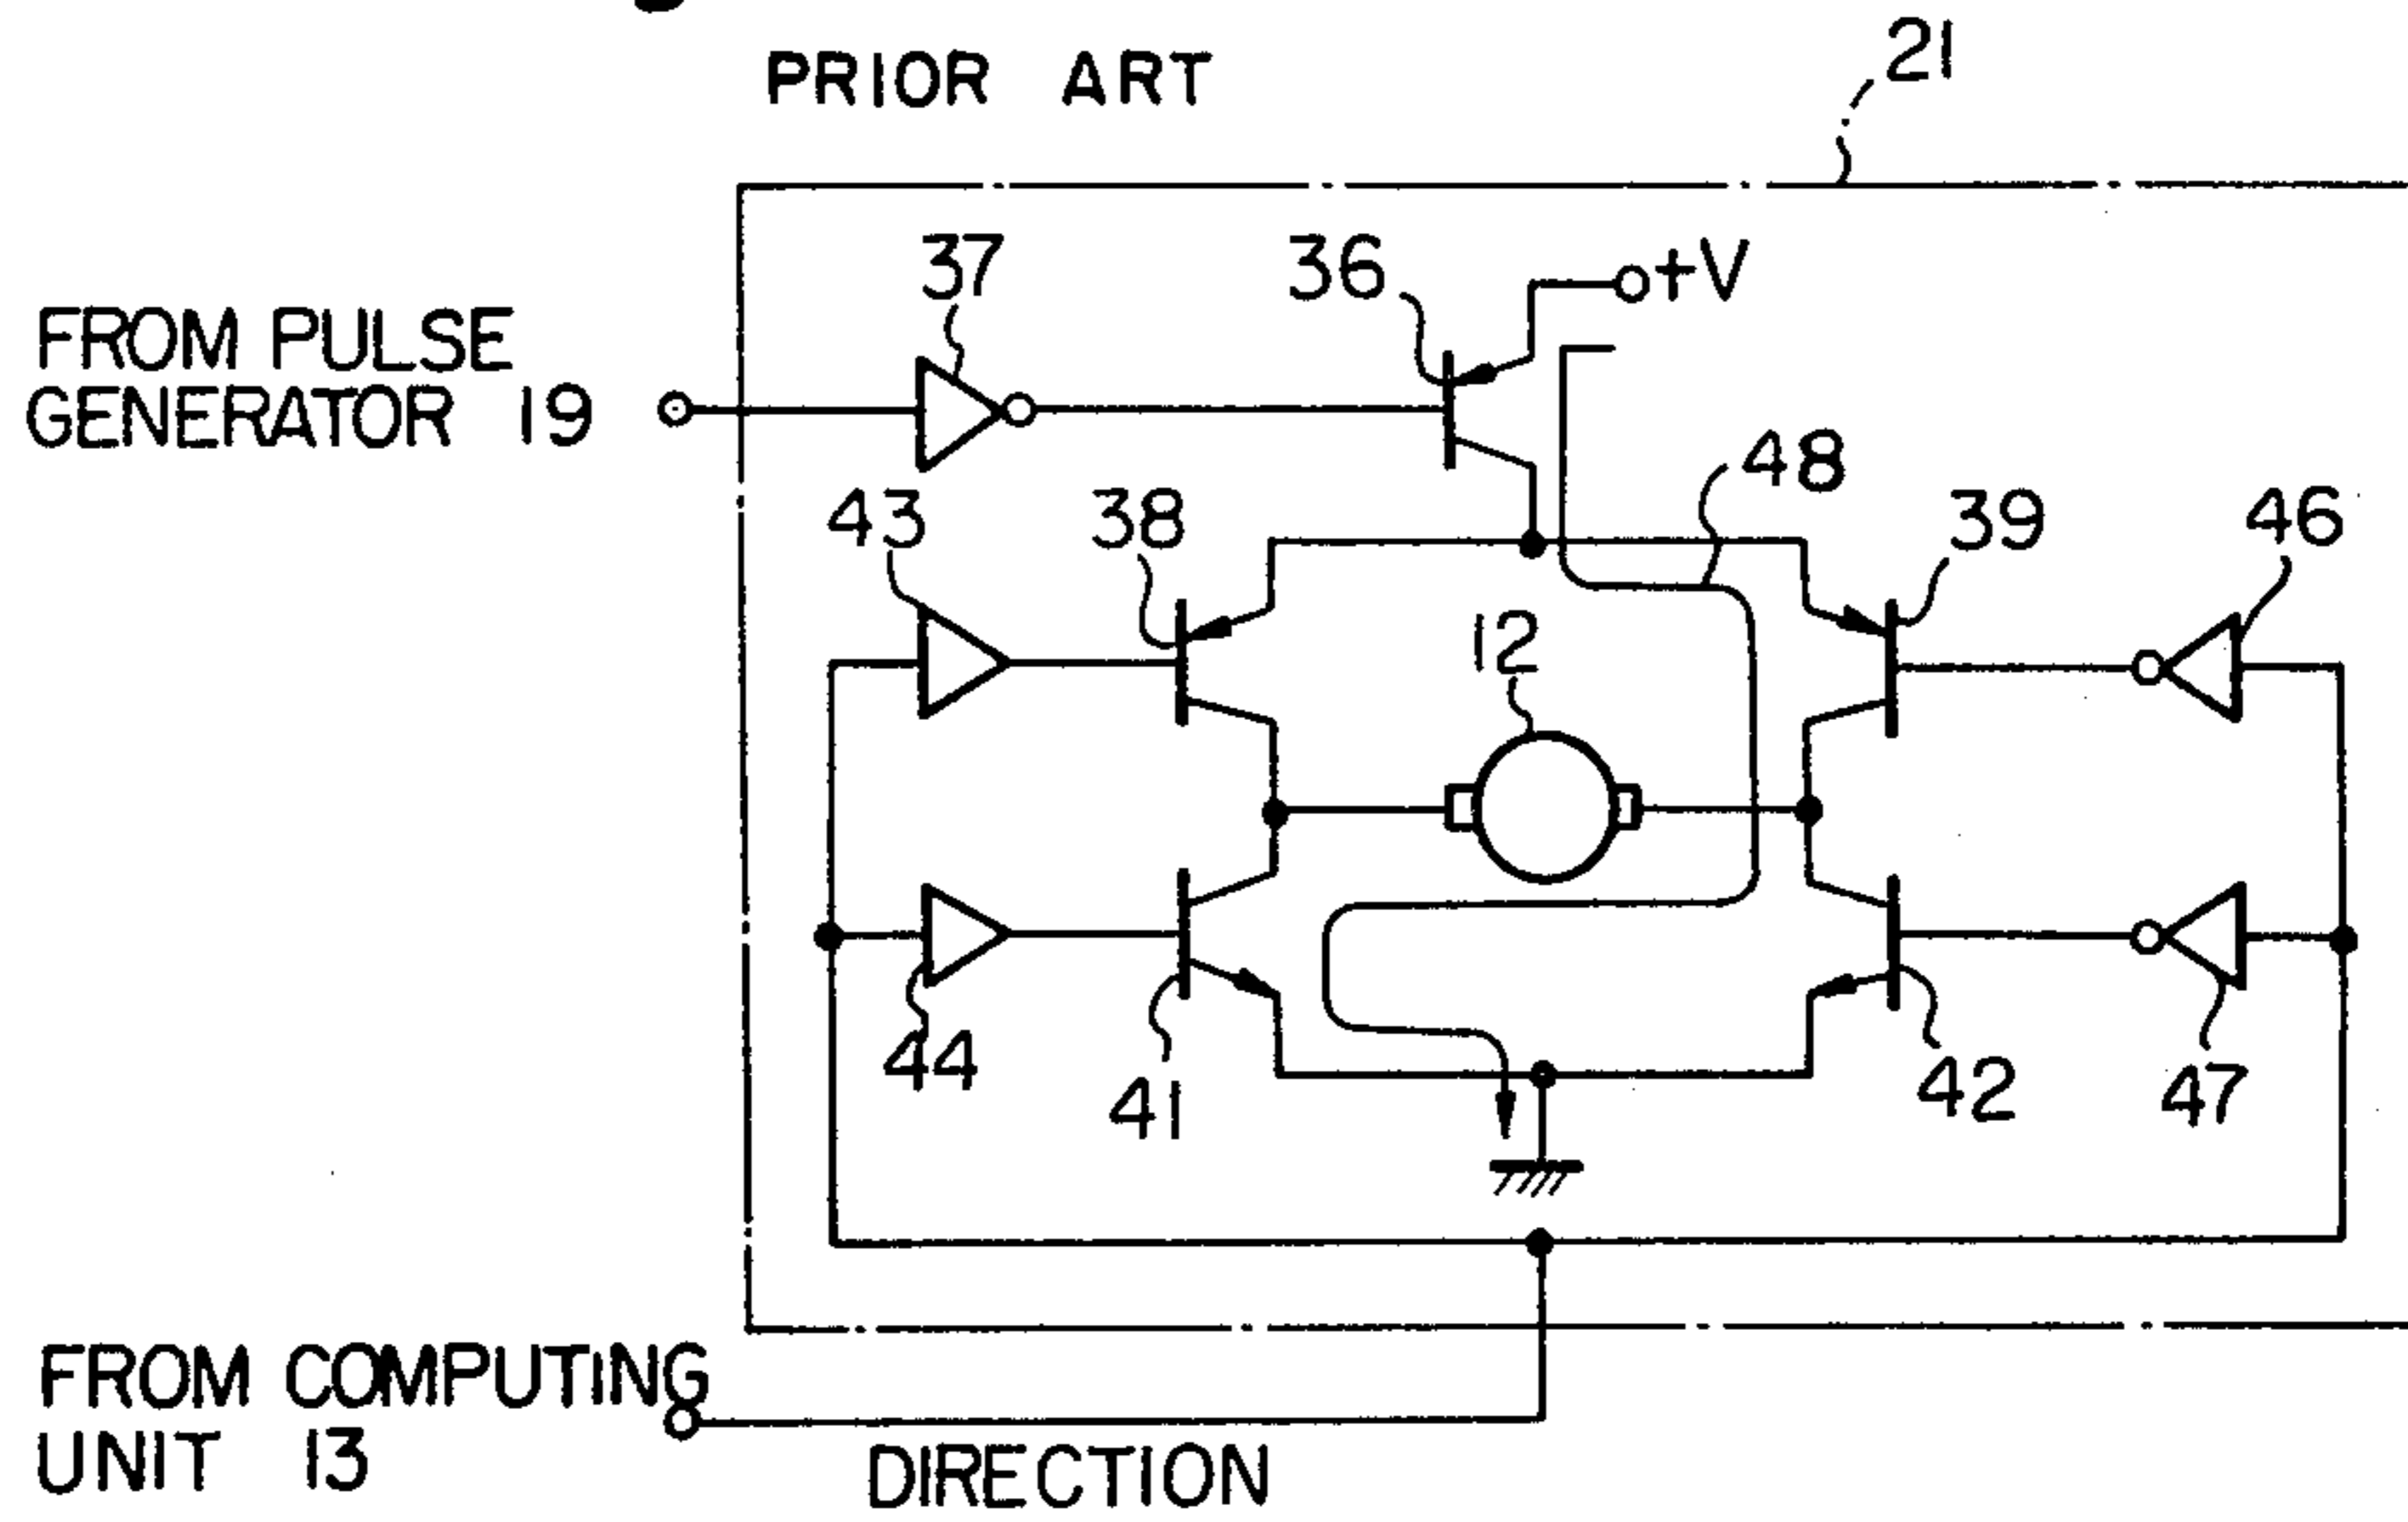 PRIOR ART
21
37
36
+V
FROM PULSE
GENERATOR 19
48
43
38
39
46
12
44
41
42
47
FROM COMPUTING
UNIT 13
DIRECTION